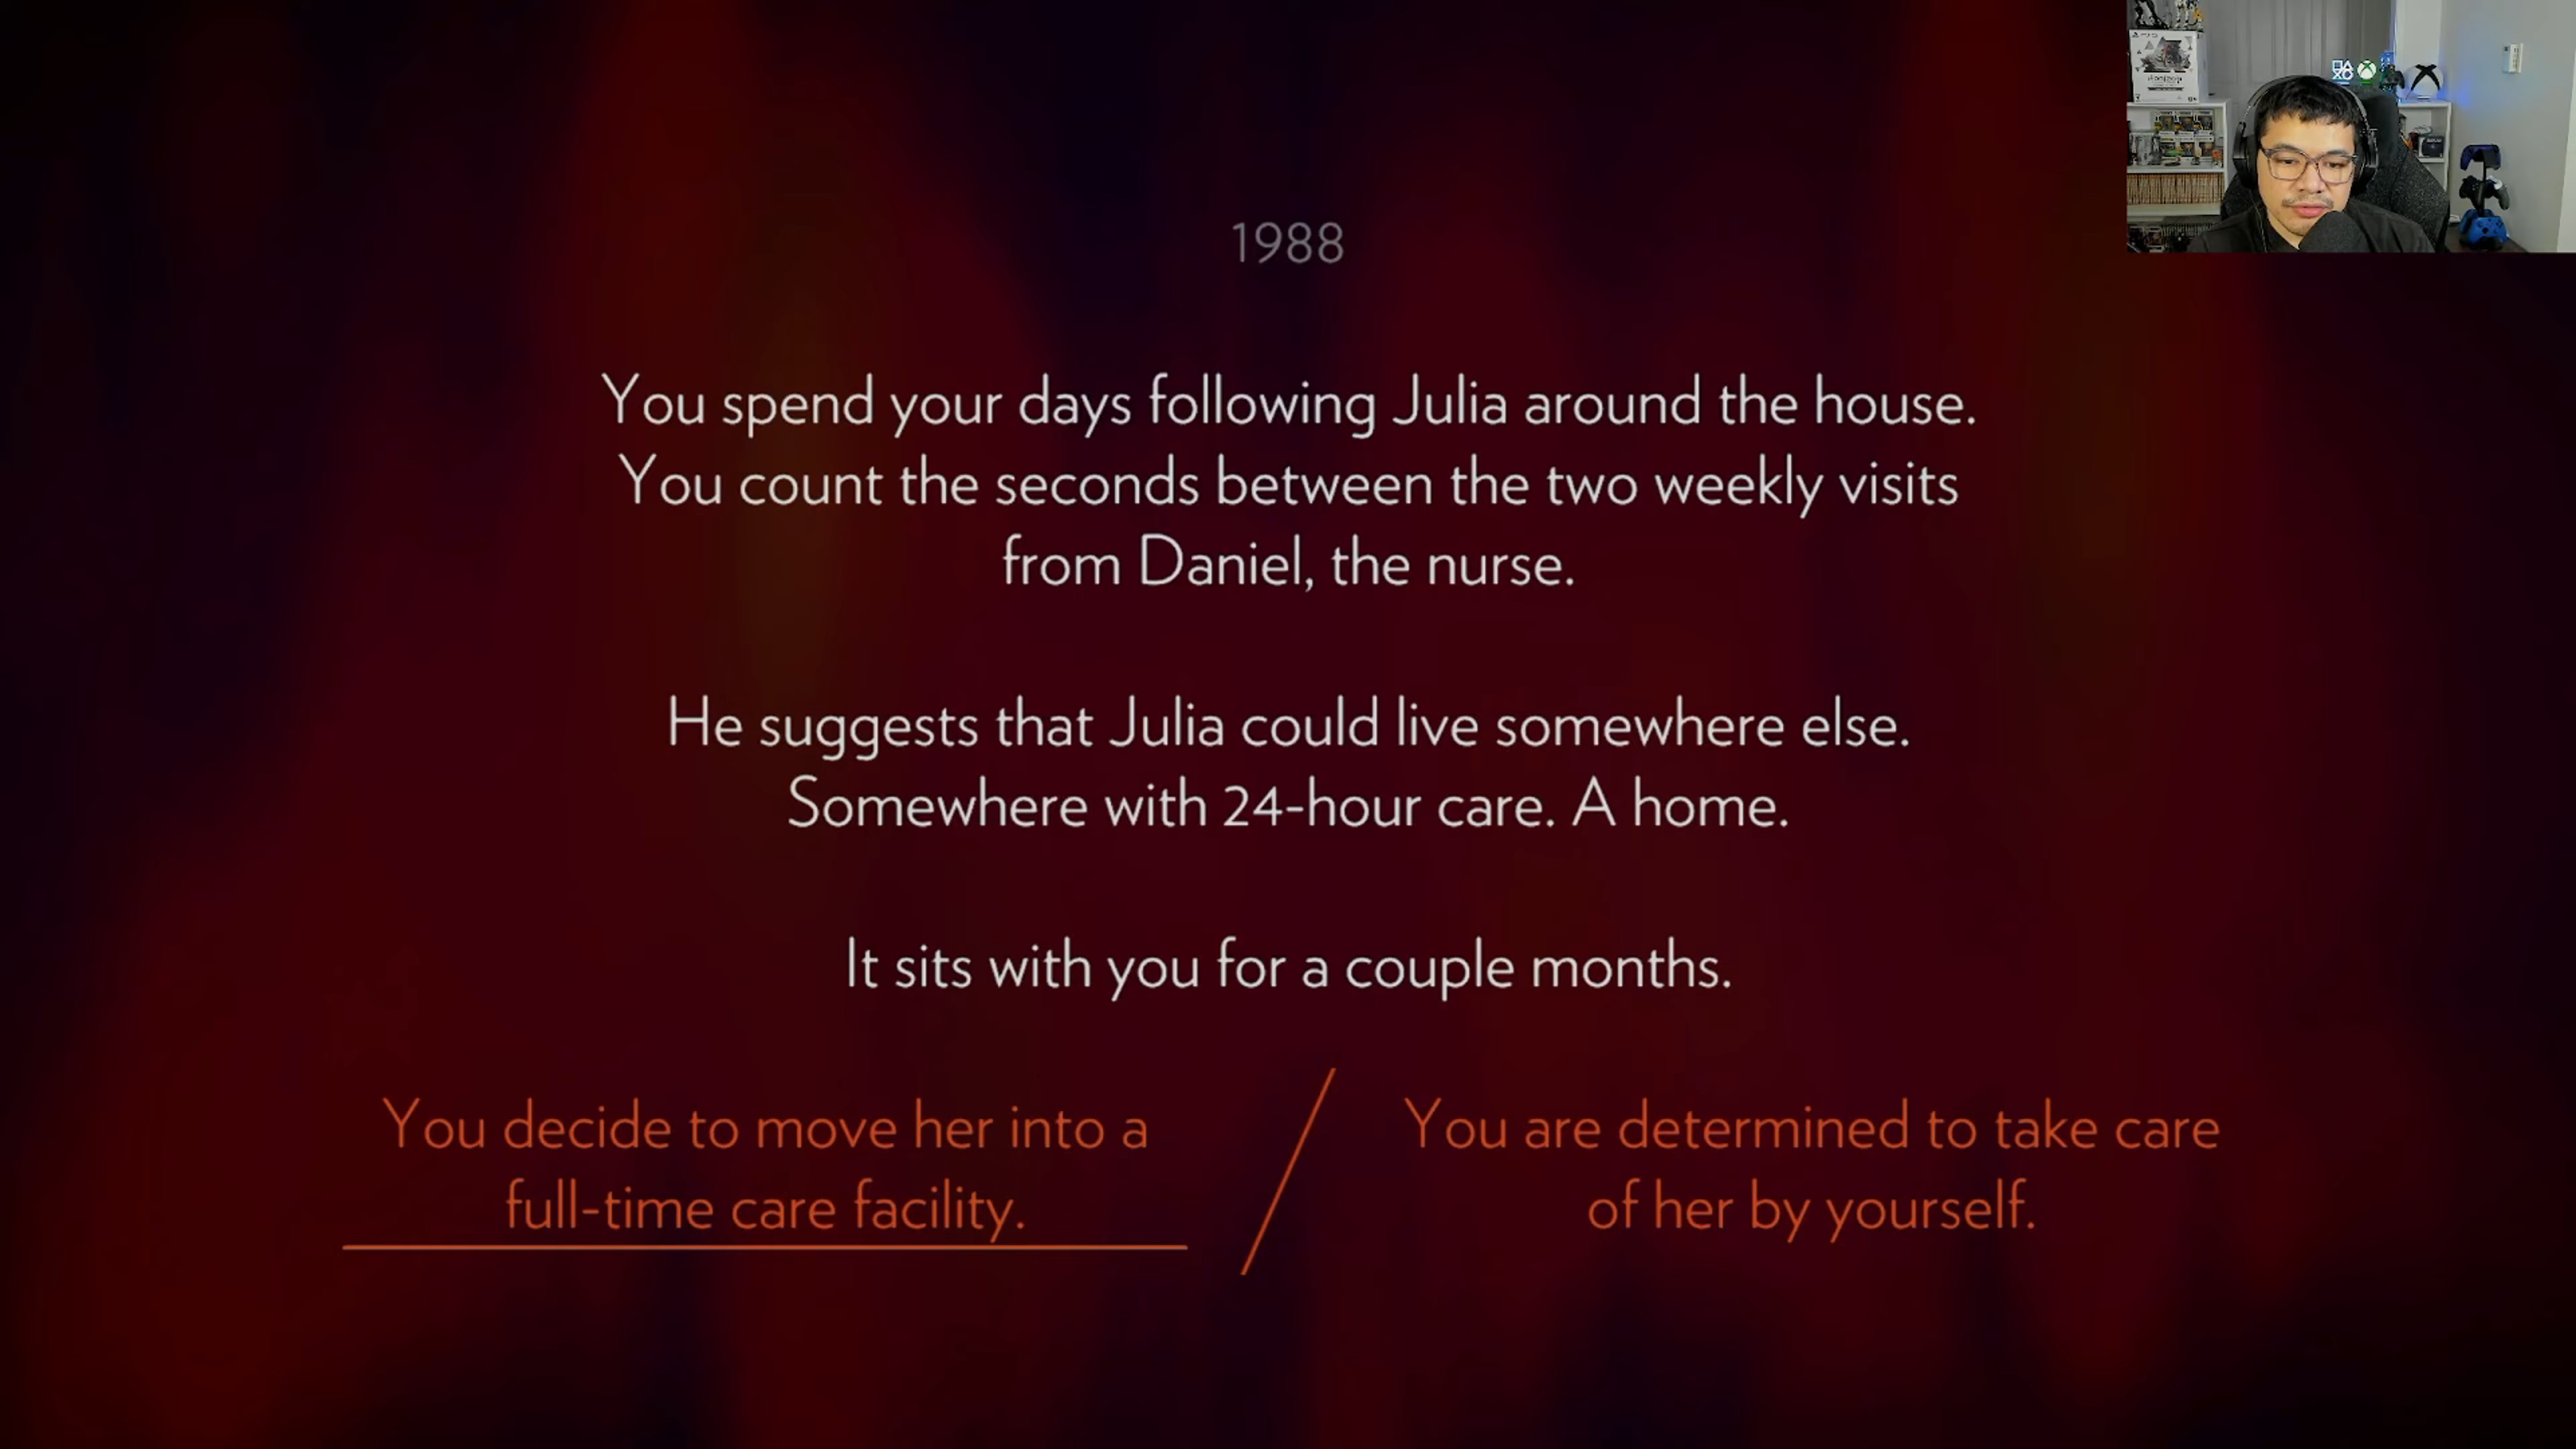 1988
You spend your days following Julia around the house.
You count the seconds between the two weekly visits
from Daniel, the nurse.
He suggests that Julia could live somewhere else.
Somewhere with 24-hour care. A home.
It sits with you for a couple months.
You decide to move her into a
full-time care facility.
You are determined to take care
of her by yourself.